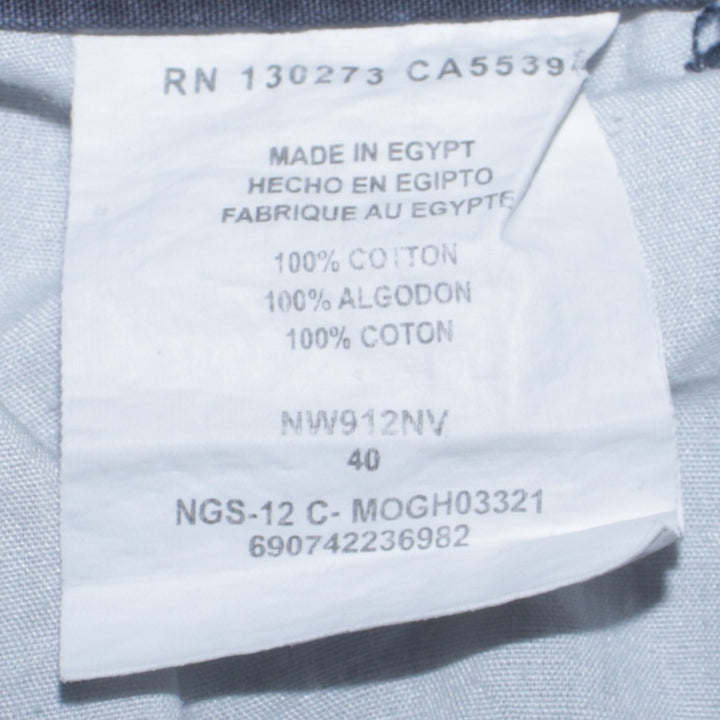 RN 130273 CA5539
MADE IN EGYPT
HECHO EN EGIPTO
FABRIQUE AU EGYPTE
100% COTTON
100% ALGODON
100% COTON
NW912NV
40
NGS-12 C- MOGH03321
690742236982